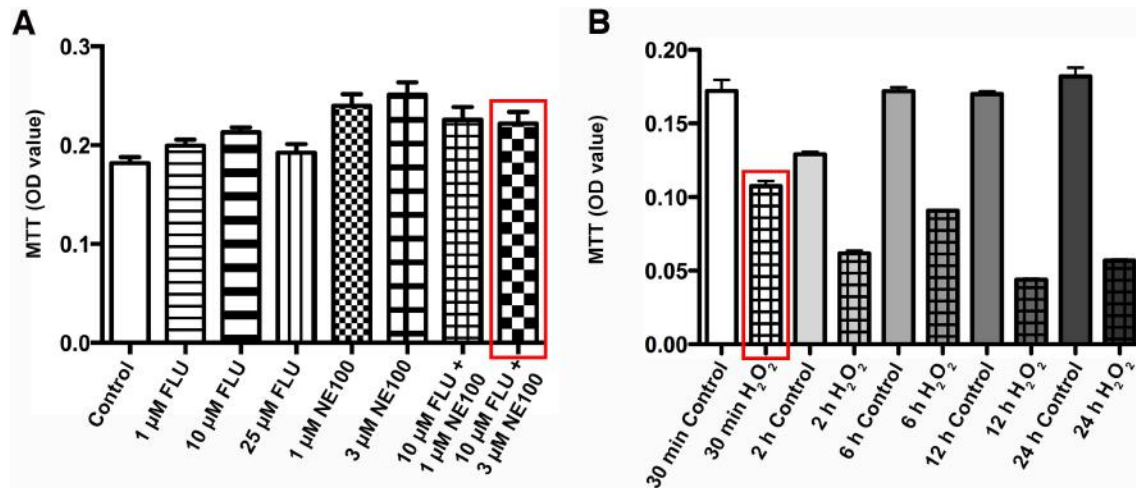 A
MTT (OD value)
0.3
0.2
0.1
0.0
Control
1 µM FLU
10 µM FLU
25 µM FLU
1 µM NE100
3 µM NE100
10 µM FLU +
1 µM NE100
10 µM FLU +
3 µM NE100
B
MTT (OD value)
0.20
0.15
0.10
0.05
0.00
30 min Control
30 min H₂O₂
2 h Control
2 h H₂O₂
6 h Control
6 h H₂O₂
12 h Control
12 h H₂O₂
24 h Control
24 h H₂O₂